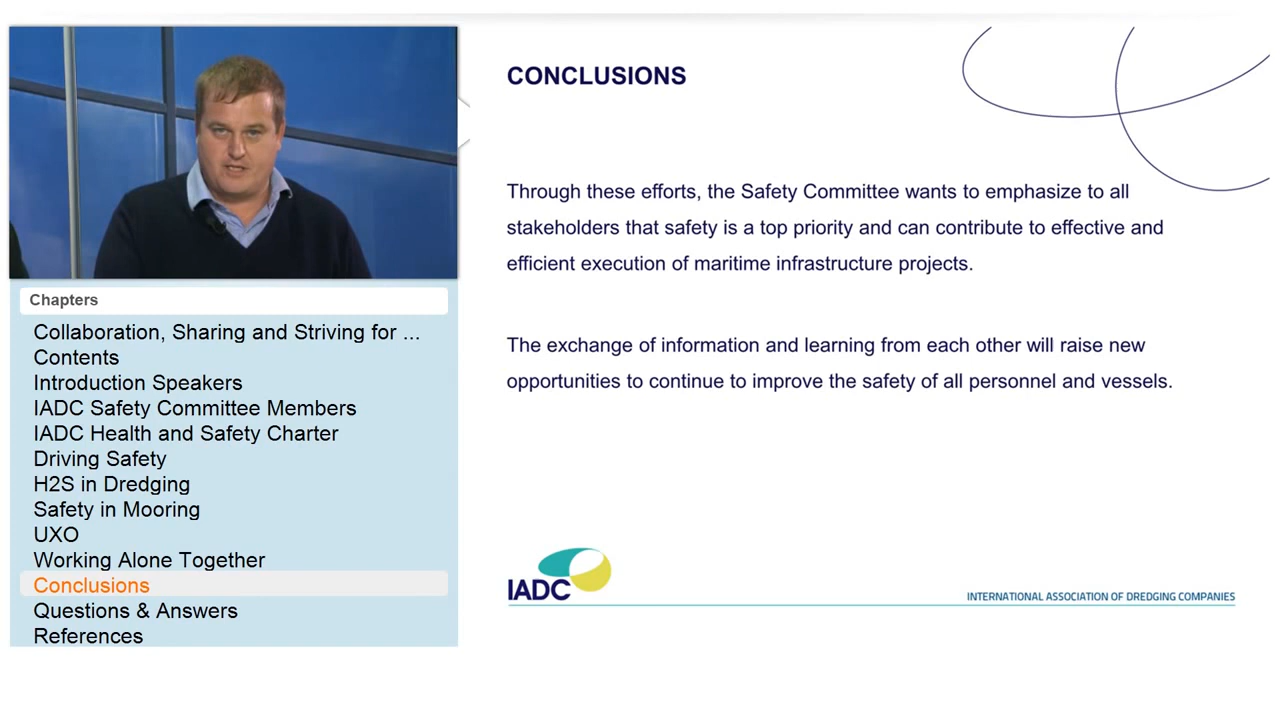 Chapters
Collaboration, Sharing and Striving for ...
Contents
Introduction Speakers
IADC Safety Committee Members
IADC Health and Safety Charter
Driving Safety
H2S in Dredging
Safety in Mooring
UXO
Working Alone Together
Conclusions
Questions & Answers
References
CONCLUSIONS
Through these efforts, the Safety Committee wants to emphasize to all
stakeholders that safety is a top priority and can contribute to effective and
efficient execution of maritime infrastructure projects.
The exchange of information and learning from each other will raise new
opportunities to continue to improve the safety of all personnel and vessels.
IADC
INTERNATIONAL ASSOCIATION OF DREDGING COMPANIES